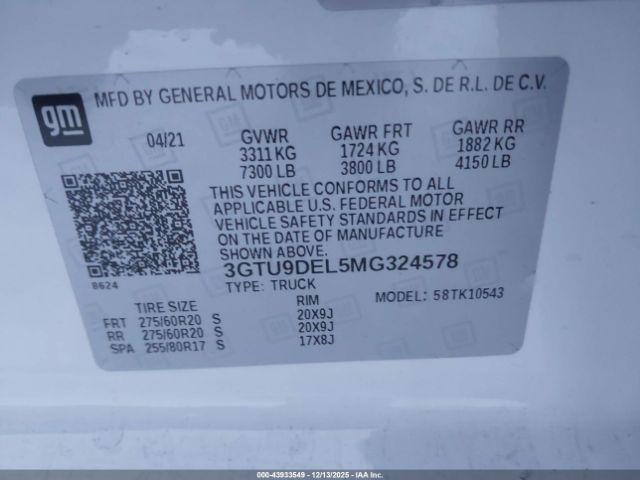 gm
MFD BY GENERAL MOTORS DE MEXICO, S. DE R.L. DE C.V.
04/21 GVWR GAWR FRT GAWR RR
3311 KG 1724 KG 1882 KG
7300 LB 3800 LB 4150 LB
THIS VEHICLE CONFORMS TO ALL
APPLICABLE U.S. FEDERAL MOTOR
VEHICLE SAFETY STANDARDS IN EFFECT
ON THE DATE OF MANUFACTURE
SHOWN ABOVE.
3GTU9DEL5MG324578
8624
TYPE: TRUCK MODEL: 58TK10543
TIRE SIZE RIM
FRT 275/60R20 S 20X9J
RR 275/60R20 S 20X9J
SPA 255/80R17 S 17X8J
000-43933549 - 12/13/2025 - IAAI.COM